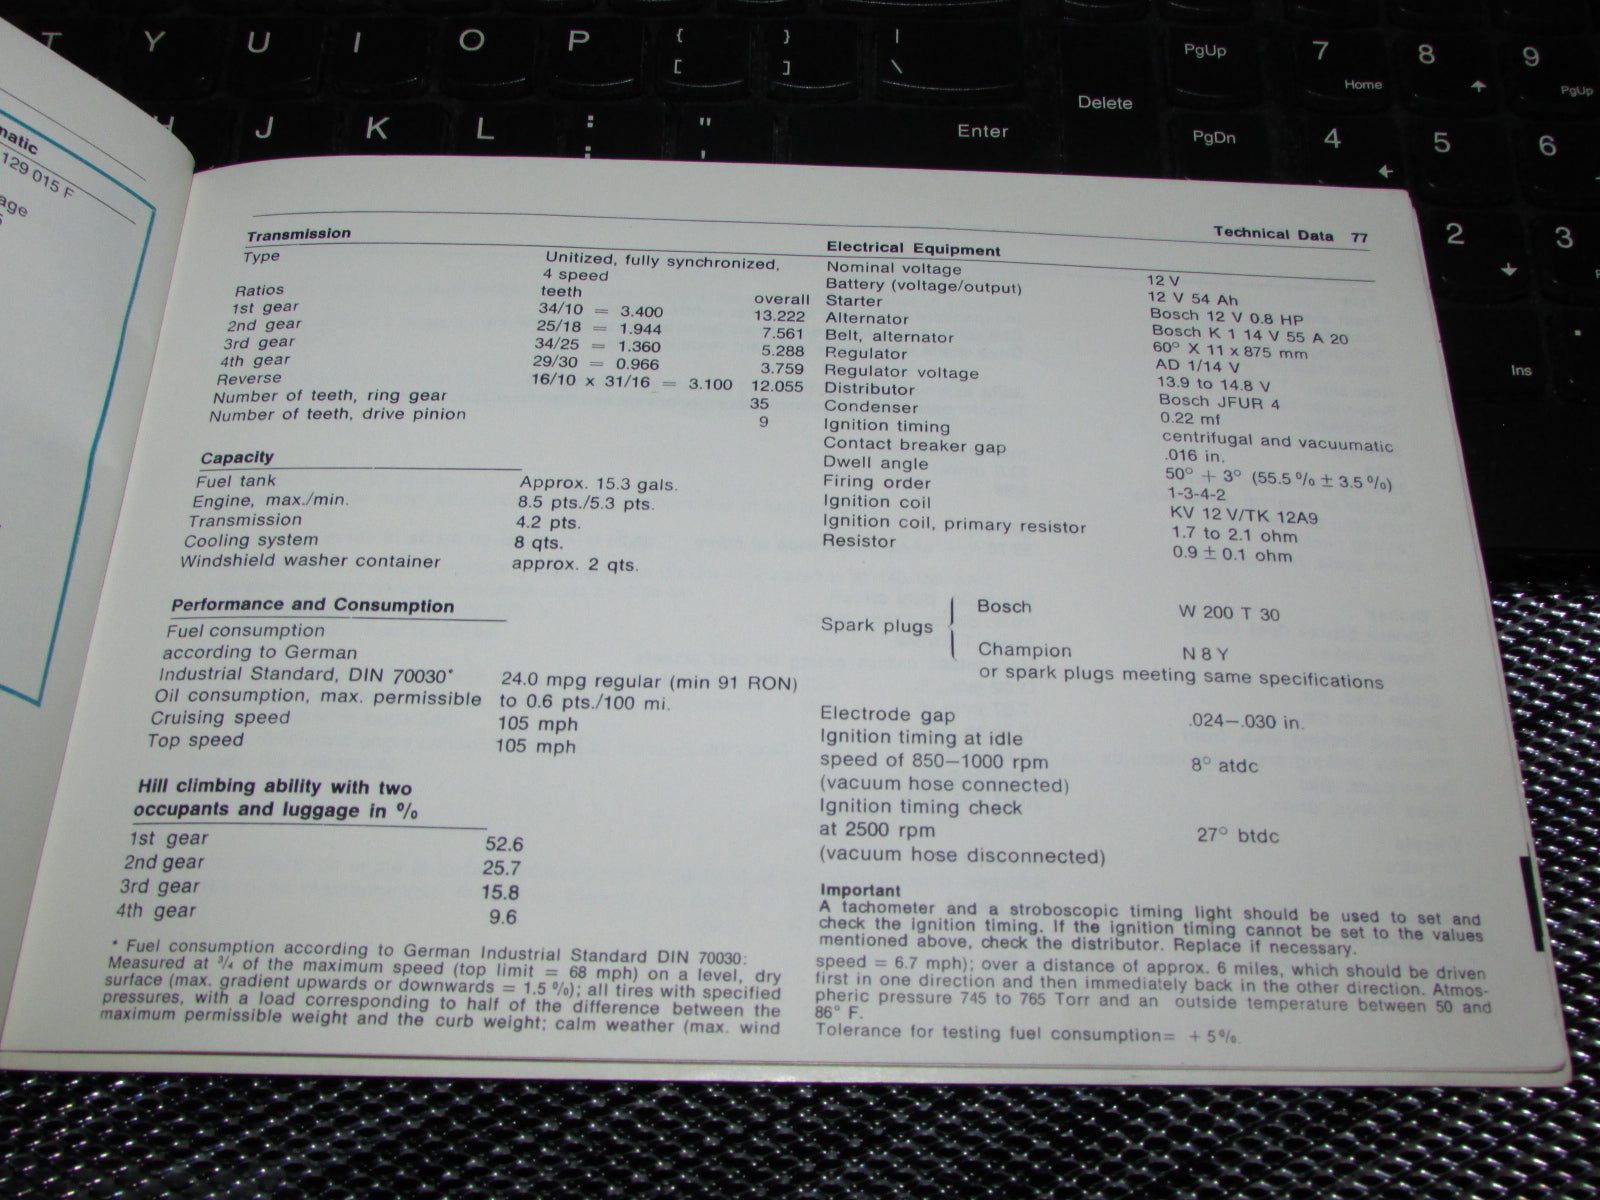 T Y U I O P { [ } ] | \ PgUp 7 Home 8 9 PgUp
Delete
H J K L : ; " ' Enter PgDn 4 5 6
2 3
Ins
matic
129 015 F
age
Technical Data 77
Transmission
Type Unitized, fully synchronized,
4 speed
Ratios teeth overall
1st gear 34/10 = 3.400 13.222
2nd gear 25/18 = 1.944 7.561
3rd gear 34/25 = 1.360 5.288
4th gear 29/30 = 0.966 3.759
Reverse 16/10 x 31/16 = 3.100 12.055
Number of teeth, ring gear 35
Number of teeth, drive pinion 9
Capacity
Fuel tank Approx. 15.3 gals.
Engine, max./min. 8.5 pts./5.3 pts.
Transmission 4.2 pts.
Cooling system 8 qts.
Windshield washer container approx. 2 qts.
Performance and Consumption
Fuel consumption
according to German
Industrial Standard, DIN 70030* 24.0 mpg regular (min 91 RON)
Oil consumption, max. permissible to 0.6 pts./100 mi.
Cruising speed 105 mph
Top speed 105 mph
Hill climbing ability with two
occupants and luggage in %
1st gear 52.6
2nd gear 25.7
3rd gear 15.8
4th gear 9.6
* Fuel consumption according to German Industrial Standard DIN 70030:
Measured at 3/4 of the maximum speed (top limit = 68 mph) on a level, dry
surface (max. gradient upwards or downwards = 1.5 %); all tires with specified
pressures, with a load corresponding to half of the difference between the
maximum permissible weight and the curb weight; calm weather (max. wind
Electrical Equipment
Nominal voltage 12 V
Battery (voltage/output) 12 V 54 Ah
Starter Bosch 12 V 0.8 HP
Alternator Bosch K 1 14 V 55 A 20
Belt, alternator 60° X 11 x 875 mm
Regulator AD 1/14 V
Regulator voltage 13.9 to 14.8 V
Distributor Bosch JFUR 4
Condenser 0.22 mf
Ignition timing centrifugal and vacuumatic
Contact breaker gap .016 in.
Dwell angle 50° + 3° (55.5 % ± 3.5 %)
Firing order 1-3-4-2
Ignition coil KV 12 V/TK 12A9
Ignition coil, primary resistor 1.7 to 2.1 ohm
Resistor 0.9 ± 0.1 ohm
Spark plugs
Bosch W 200 T 30
Champion N 8 Y
or spark plugs meeting same specifications
Electrode gap .024–.030 in.
Ignition timing at idle
speed of 850–1000 rpm 8° atdc
(vacuum hose connected)
Ignition timing check
at 2500 rpm 27° btdc
(vacuum hose disconnected)
Important
A tachometer and a stroboscopic timing light should be used to set and
check the ignition timing. If the ignition timing cannot be set to the values
mentioned above, check the distributor. Replace if necessary.
speed = 6.7 mph); over a distance of approx. 6 miles, which should be driven
first in one direction and then immediately back in the other direction. Atmos-
pheric pressure 745 to 765 Torr and an outside temperature between 50 and
86° F.
Tolerance for testing fuel consumption= + 5%.